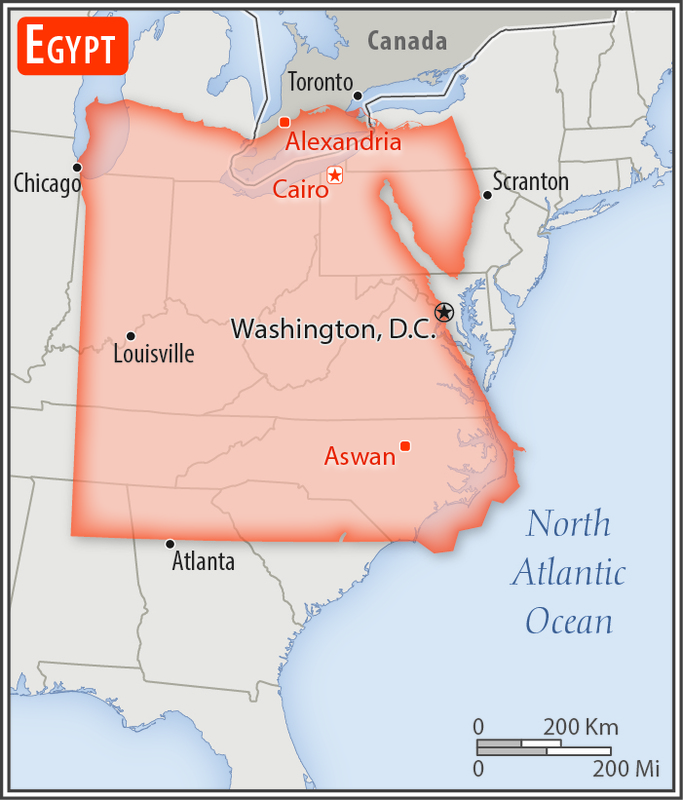 EGYPT
Canada
Toronto
Alexandria
Chicago
Cairo
Scranton
Washington, D.C.
Louisville
Aswan
North
Atlantic
Ocean
Atlanta
0 200 Km
0 200 Mi